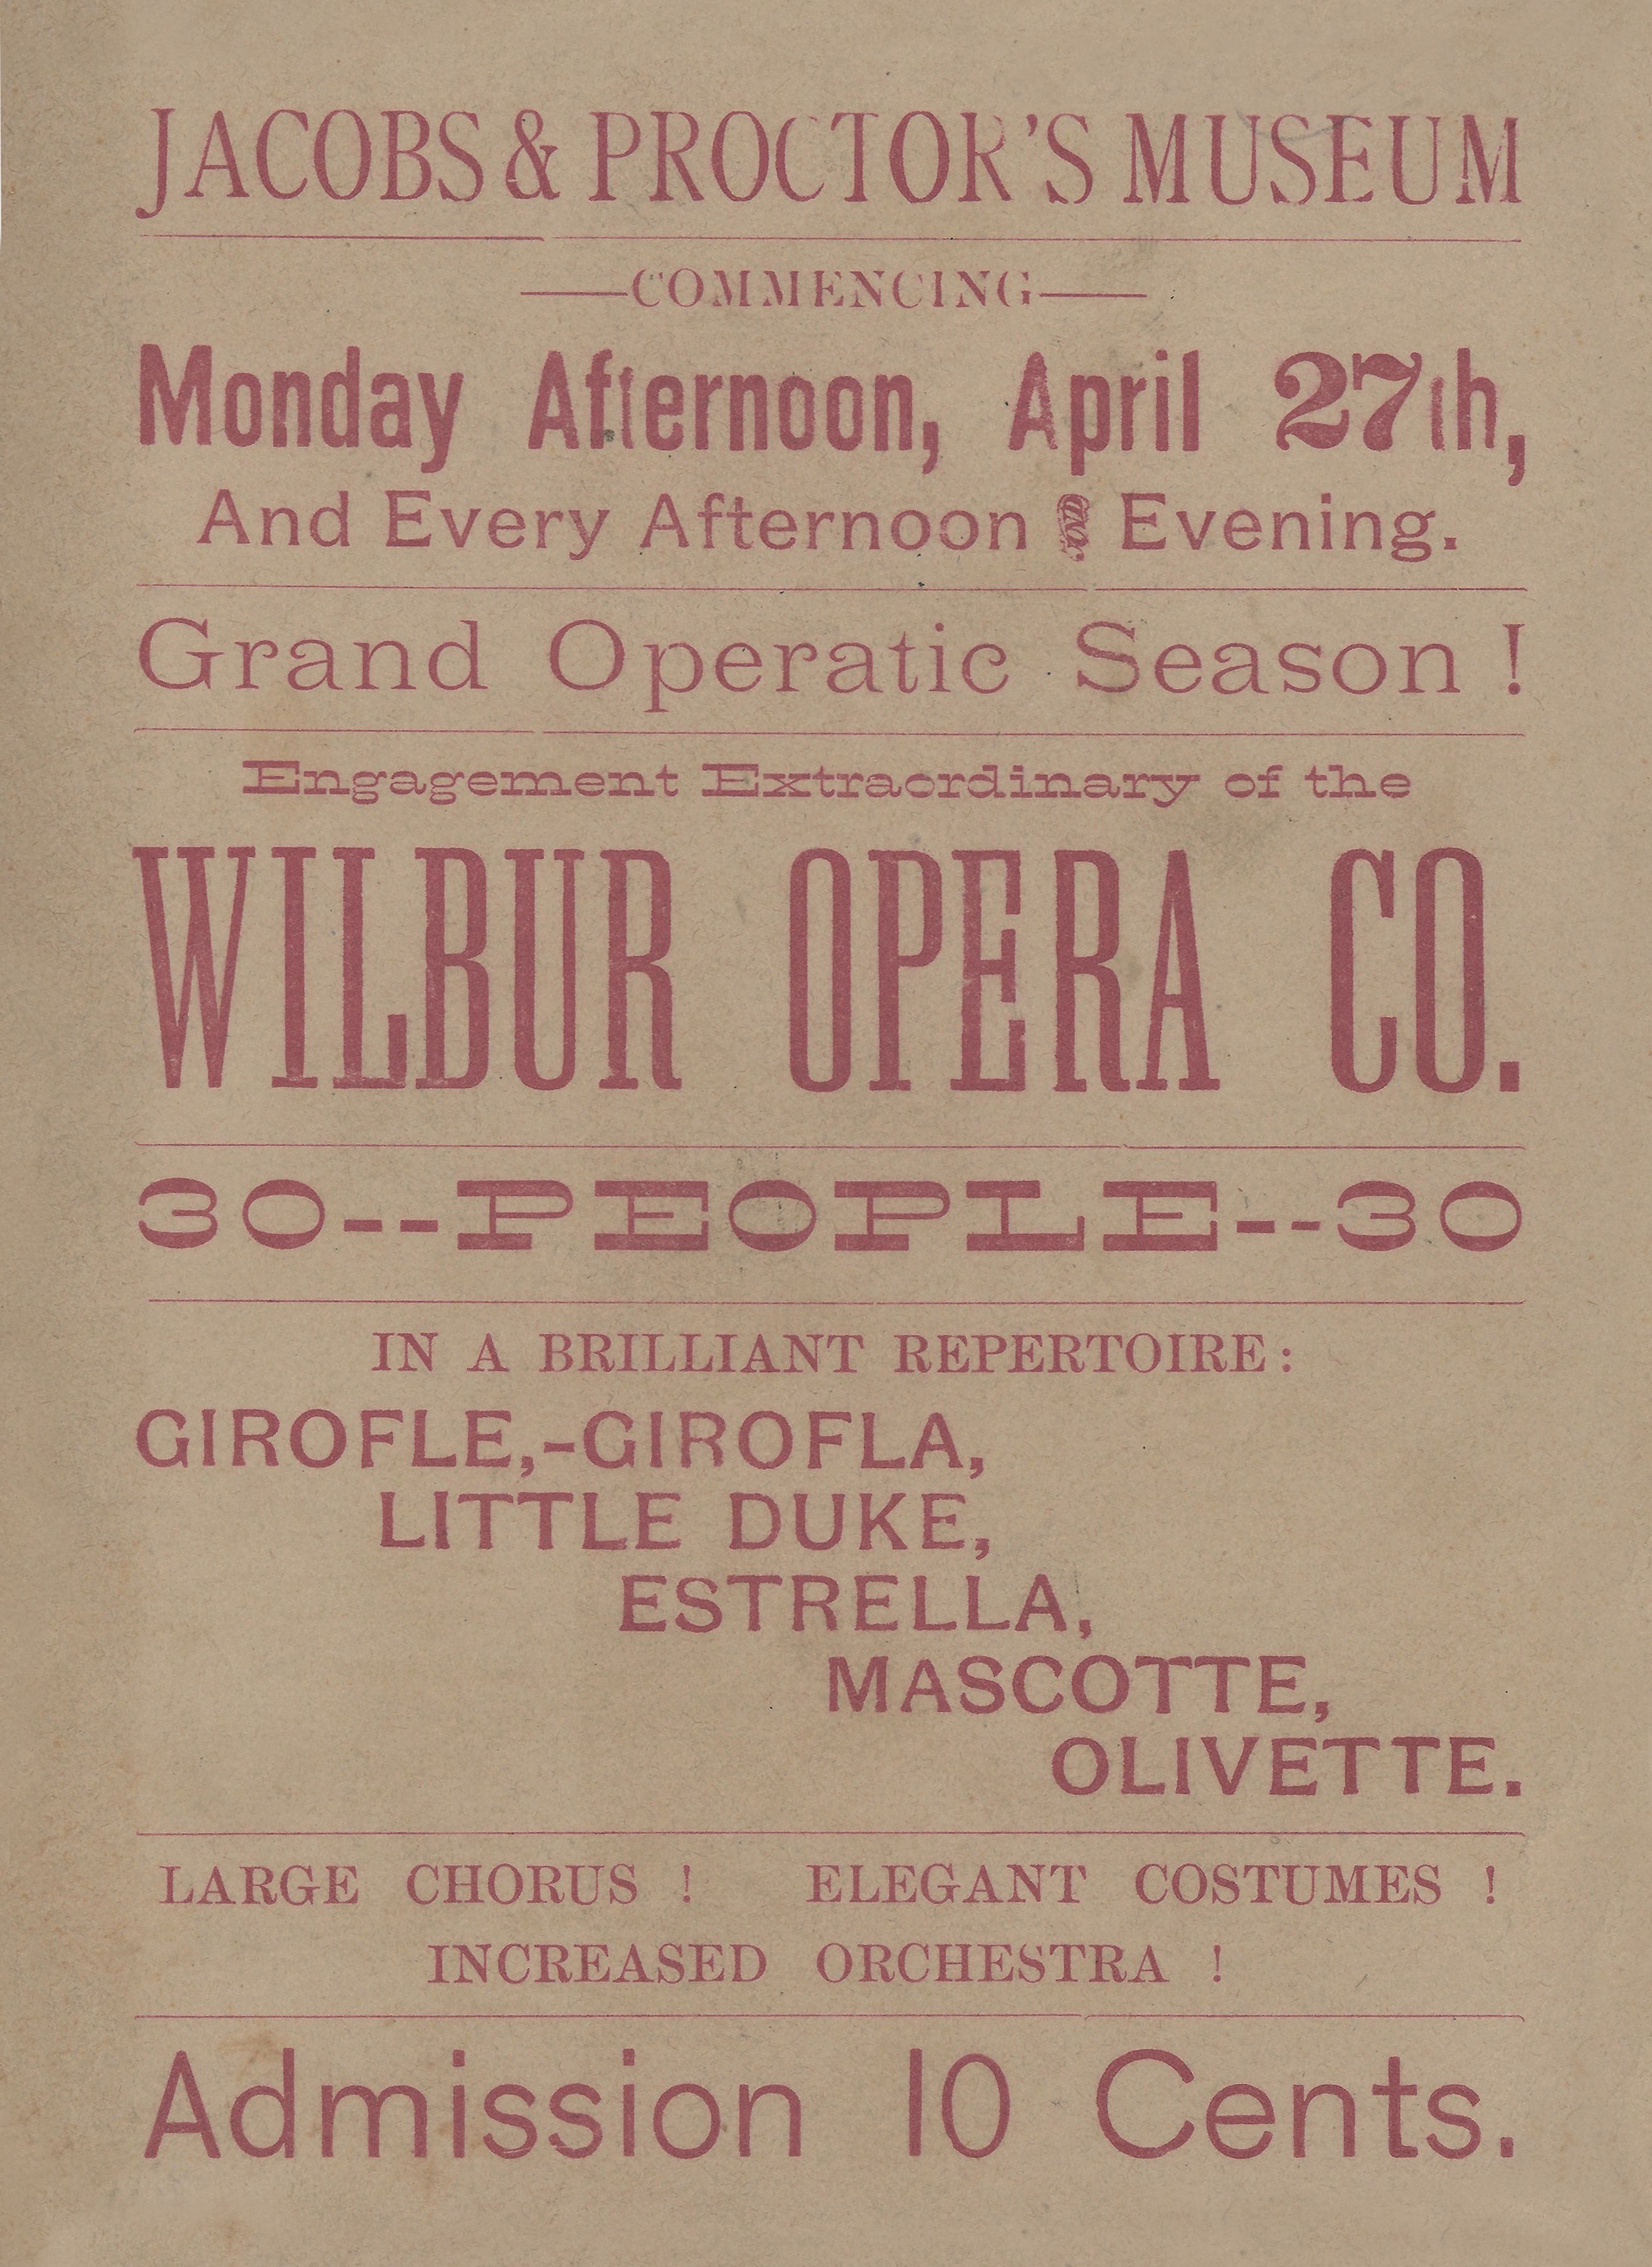 JACOBS & PROCTOR'S MUSEUM
COMMENCING
Monday Afternoon, April 27th,
And Every Afternoon & Evening.
Grand Operatic Season !
Engagement Extraordinary of the
WILBUR OPERA CO.
30--PEOPLE--30
IN A BRILLIANT REPERTOIRE:
GIROFLE,-GIROFLA,
LITTLE DUKE,
ESTRELLA,
MASCOTTE,
OLIVETTE.
LARGE CHORUS ! ELEGANT COSTUMES !
INCREASED ORCHESTRA !
Admission 10 Cents.